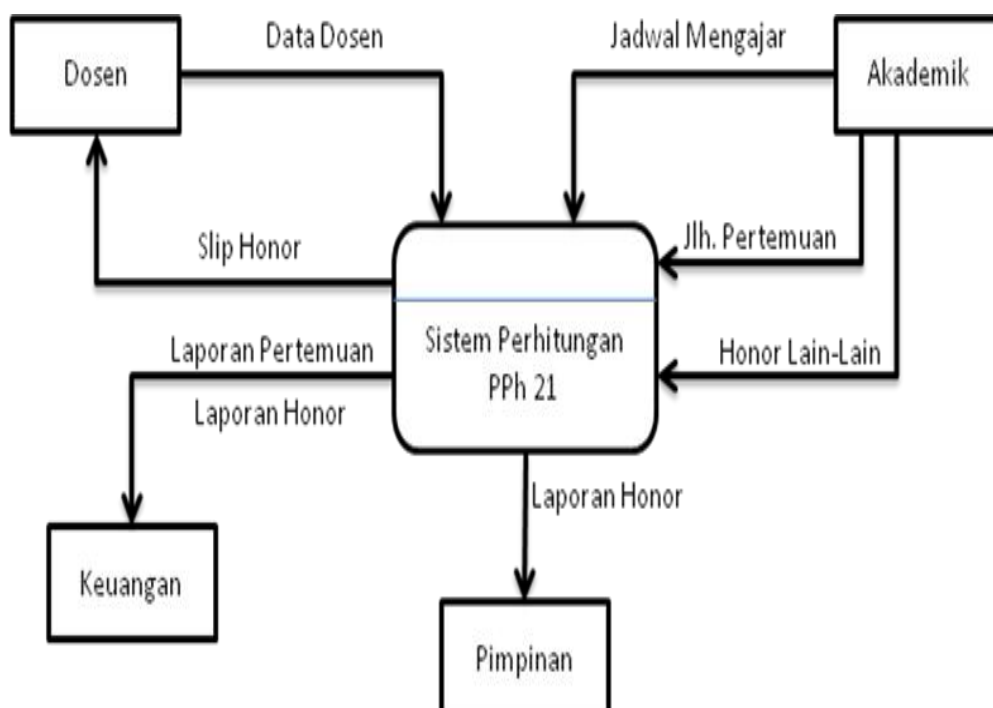 Data Dosen
Jadwal Mengajar
Dosen
Akademik
Slip Honor
Jlh. Pertemuan
Sistem Perhitungan
PPh 21
Laporan Pertemuan
Honor Lain-Lain
Laporan Honor
Laporan Honor
Keuangan
Pimpinan